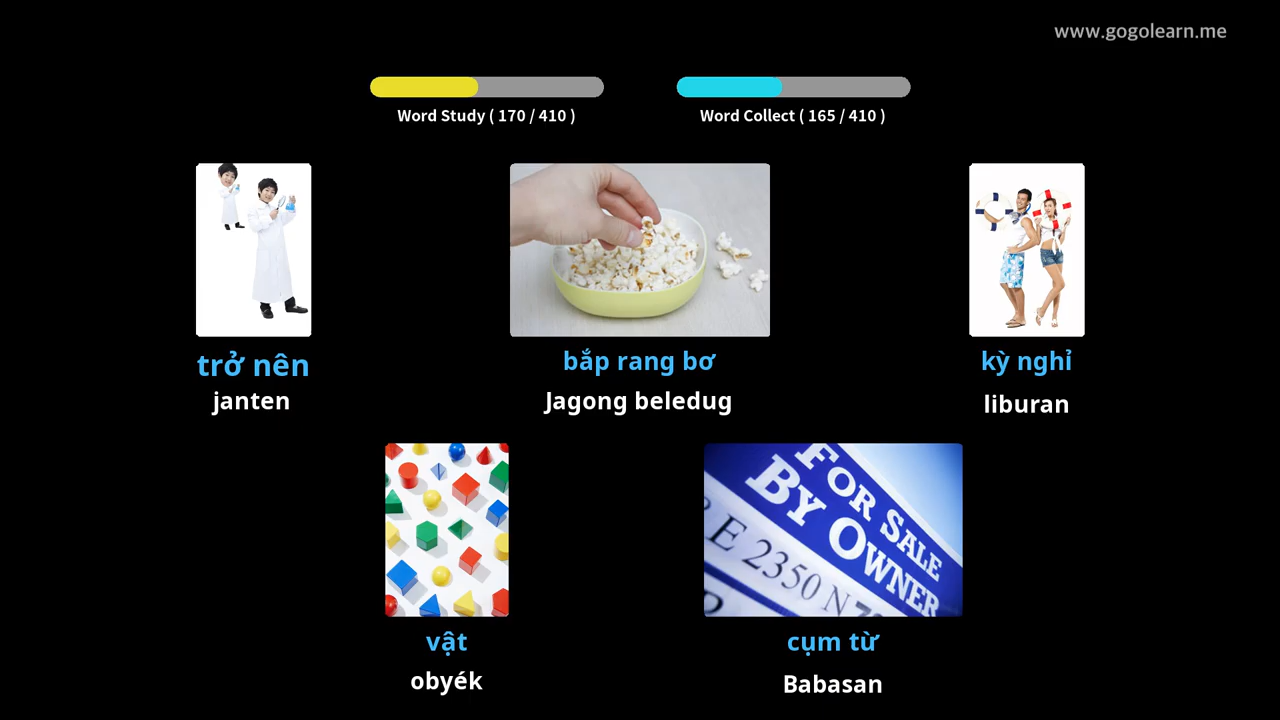 www.gogolearn.me
Word Study ( 170 / 410 )
Word Collect ( 165 / 410 )
trở nên
janten
bắp rang bơ
Jagong beledug
kỳ nghỉ
liburan
FOR SALE
BY OWNER
E 2350 N
vật
obyék
cụm từ
Babasan